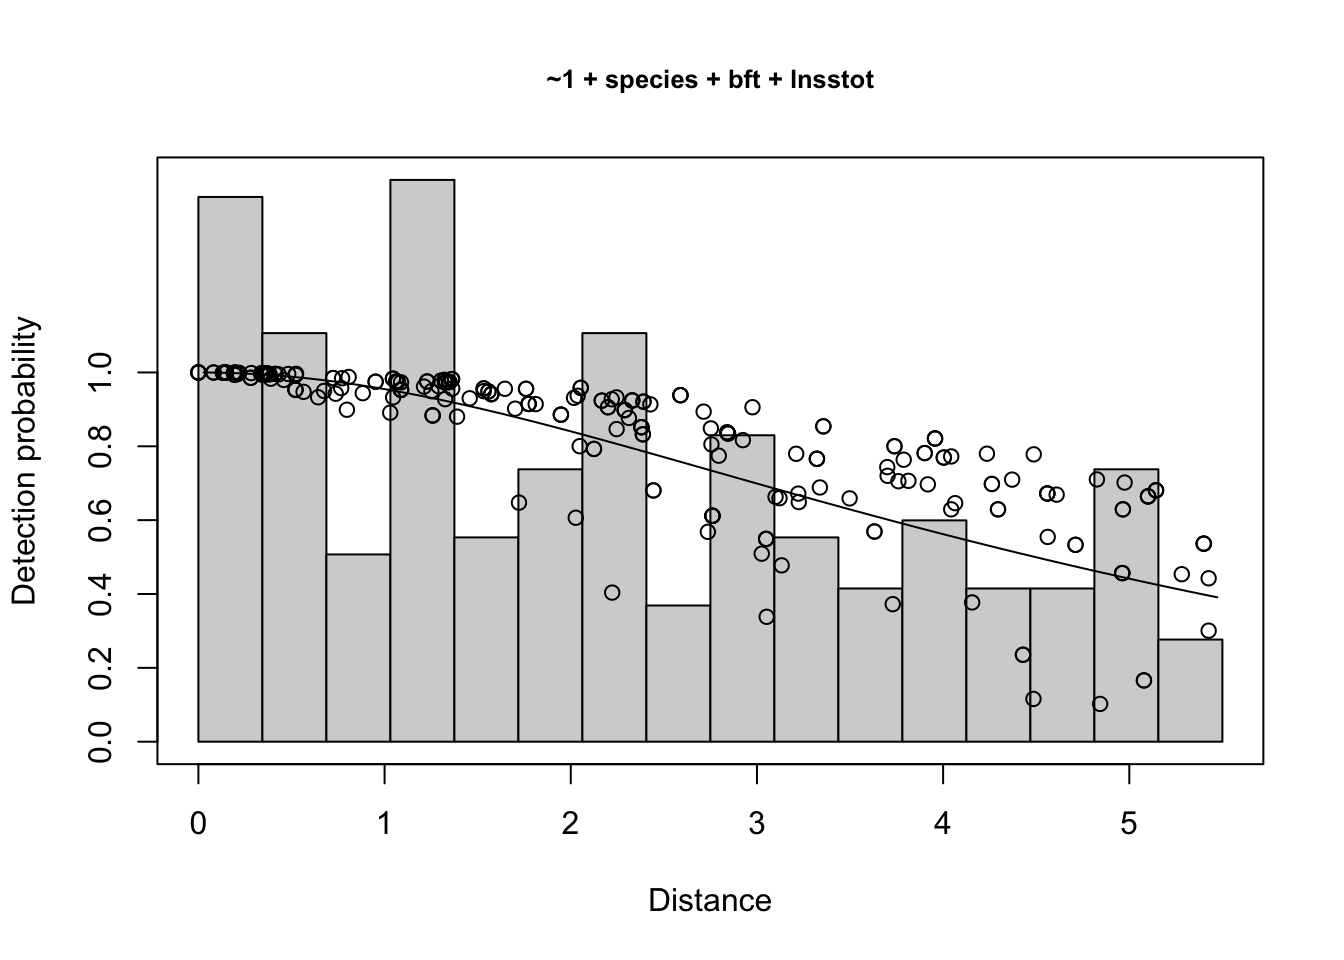 ~1 + species + bft + lnsstot
Detection probability
1.0
0.8
0.6
0.4
0.2
0.0
0 1 2 3 4 5
Distance